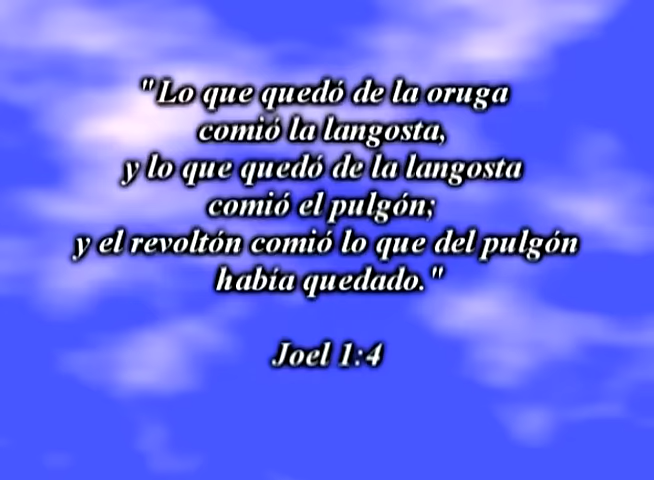 "Lo que quedó de la oruga
comió la langosta,
y lo que quedó de la langosta
comió el pulgón;
y el revoltón comió lo que del pulgón
había quedado."
Joel 1:4